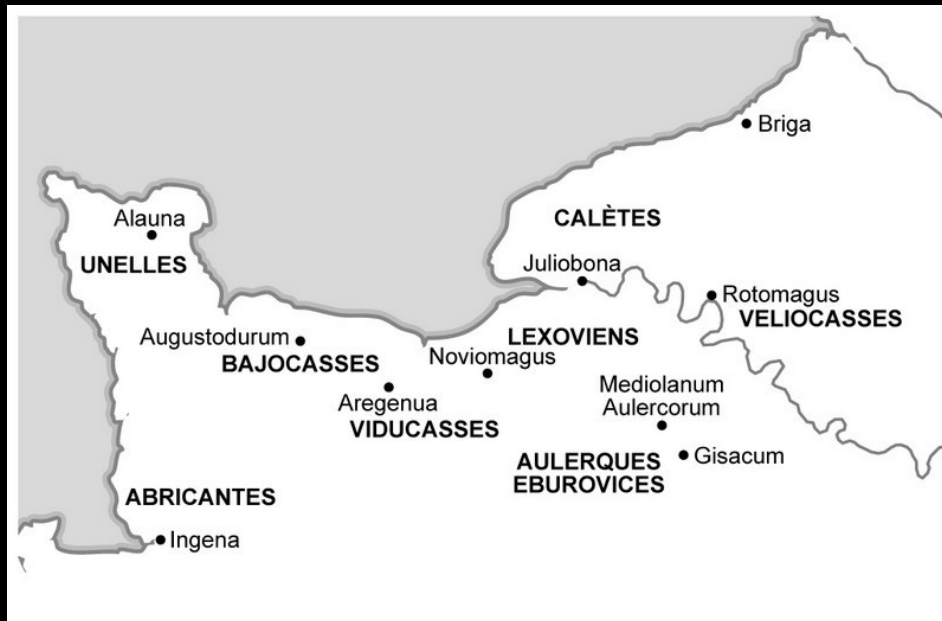 Briga
Alauna
CALÈTES
UNELLES
Juliobona
Rotomagus
VELIOCASSES
Augustodurum
LEXOVIENS
BAJOCASSES
Noviomagus
Mediolanum
Aulercorum
Aregenua
VIDUCASSES
Gisacum
AULERQUES
EBUROVICES
ABRICANTES
Ingena